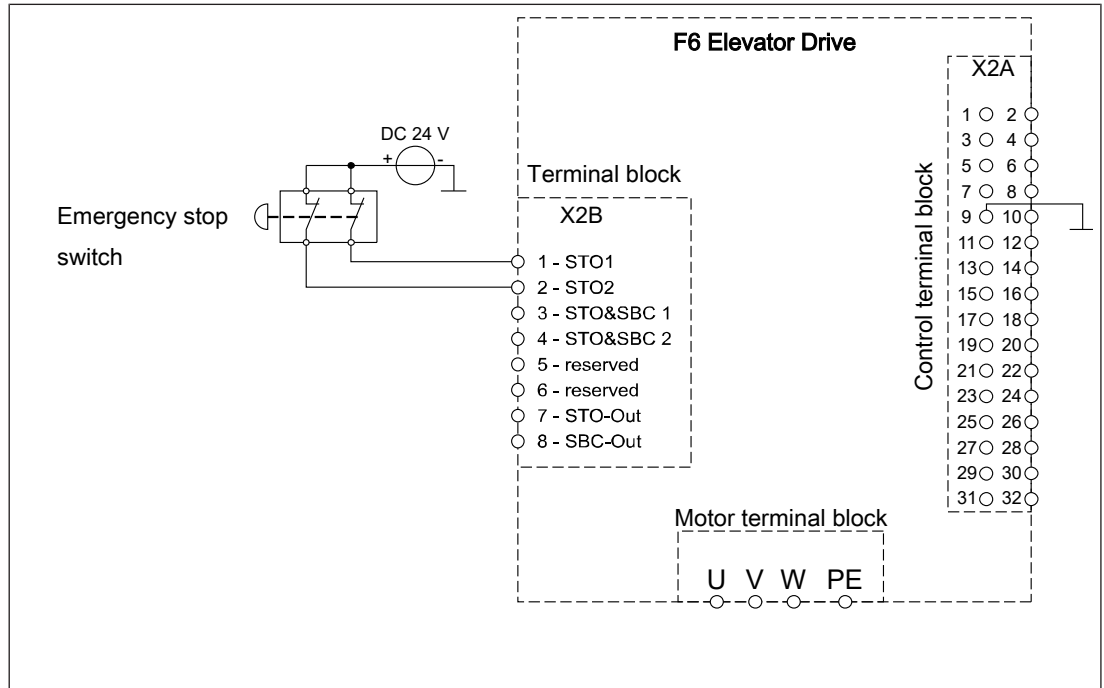 F6 Elevator Drive
X2A
1 2
3 4
5 6
7 8
9 10
11 12
13 14
15 16
17 18
19 20
21 22
23 24
25 26
27 28
29 30
31 32
Control terminal block
DC 24 V
+ -
Emergency stop
switch
Terminal block
X2B
1 - STO1
2 - STO2
3 - STO&SBC 1
4 - STO&SBC 2
5 - reserved
6 - reserved
7 - STO-Out
8 - SBC-Out
Motor terminal block
U V W PE